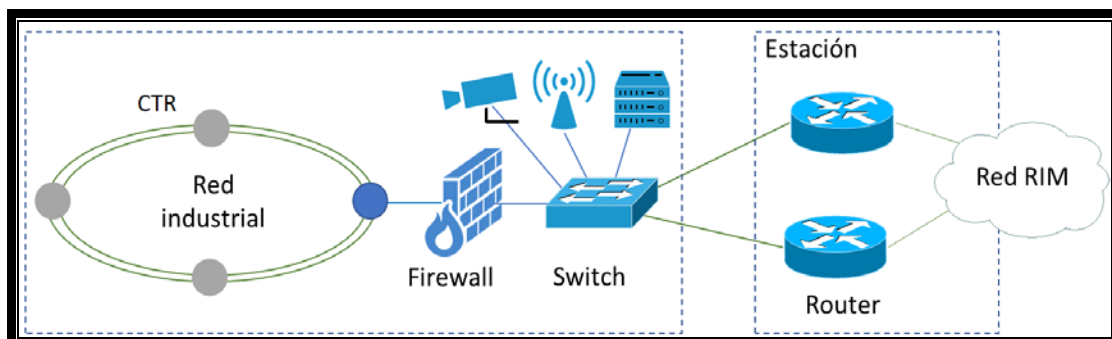 Estación
CTR
Red
industrial
Red RIM
Firewall
Switch
Router